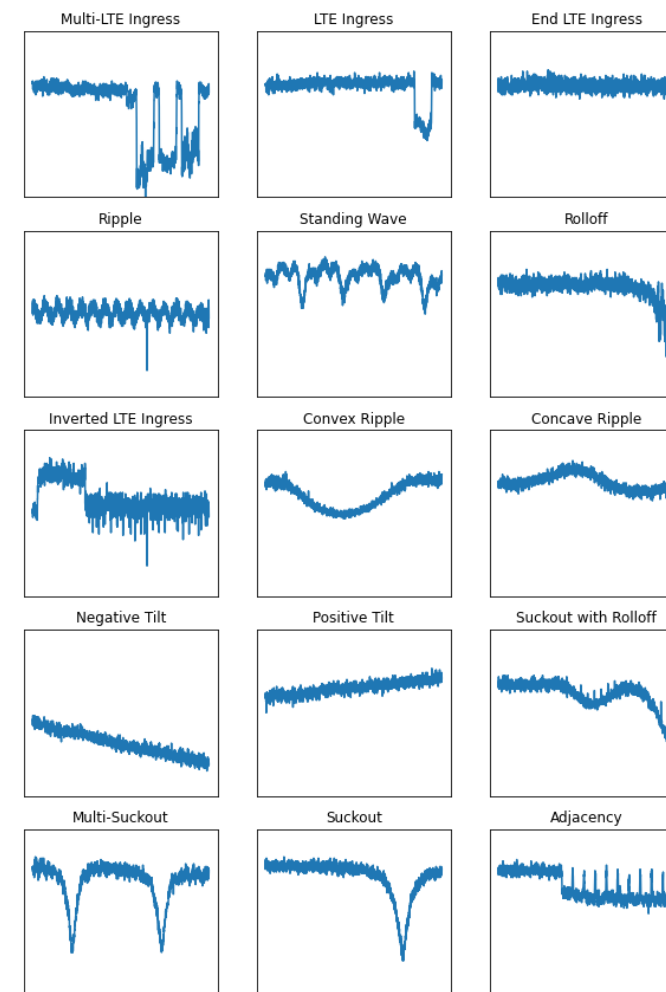 Multi-LTE Ingress
LTE Ingress
End LTE Ingress
Ripple
Standing Wave
Rolloff
Inverted LTE Ingress
Convex Ripple
Concave Ripple
Negative Tilt
Positive Tilt
Suckout with Rolloff
Multi-Suckout
Suckout
Adjacency